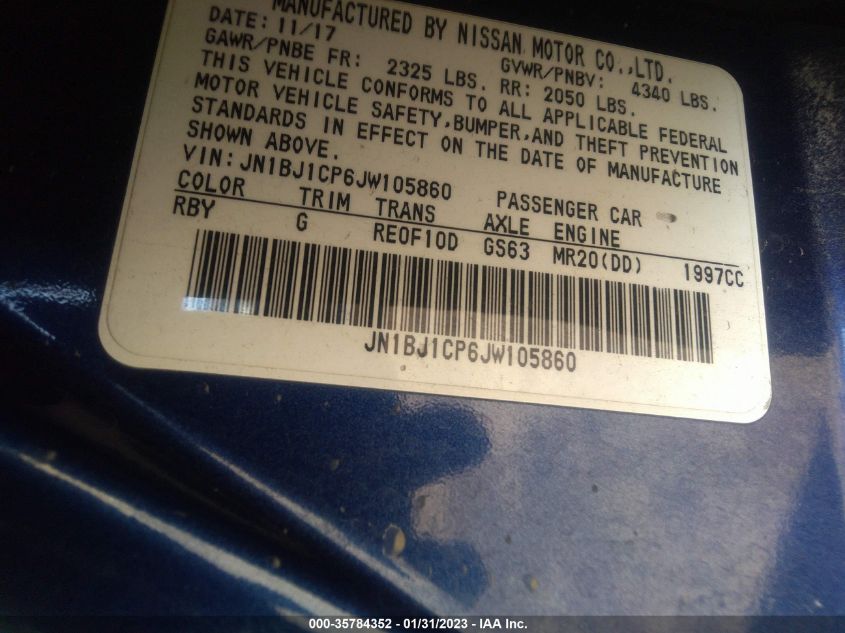 MANUFACTURED BY NISSAN MOTOR CO.,LTD.
DATE: 11/17 GVWR/PNBV: 4340 LBS.
GAWR/PNBE FR: 2325 LBS. RR: 2050 LBS.
THIS VEHICLE CONFORMS TO ALL APPLICABLE FEDERAL
MOTOR VEHICLE SAFETY,BUMPER,AND THEFT PREVENTION
STANDARDS IN EFFECT ON THE DATE OF MANUFACTURE
SHOWN ABOVE.
VIN: JN1BJ1CP6JW105860 PASSENGER CAR
COLOR TRIM TRANS AXLE ENGINE
RBY G RE0F10D GS63 MR20(DD) 1997CC
JN1BJ1CP6JW105860
000-35784352 - 01/31/2023 - IAA Inc.